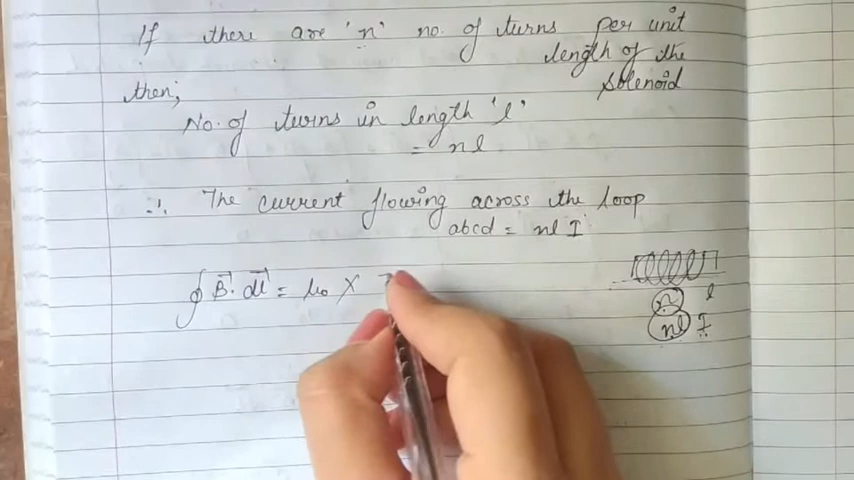 If there are 'n' no. of turns per unit
length of the
solenoid
then;
No. of turns in length 'l'
= nl
∴ The current flowing across the loop
abcd = nl I
∮ B⃗. dl⃗ = μ₀ X
n l
nl I